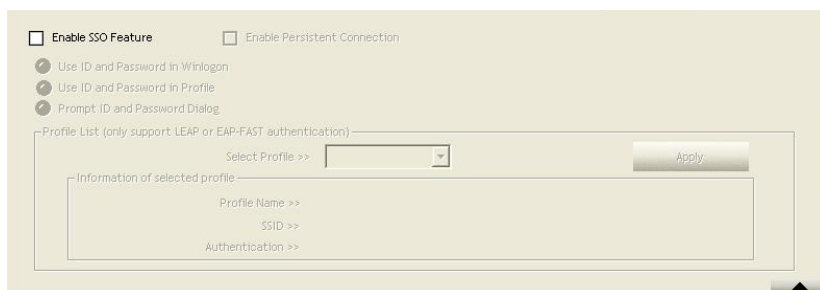 Enable SSO Feature Enable Persistent Connection
Use ID and Password in Winlogon
Use ID and Password in Profile
Prompt ID and Password Dialog
Profile List (only support LEAP or EAP-FAST authentication)
Select Profile >> Apply
Information of selected profile
Profile Name >>
SSID >>
Authentication >>